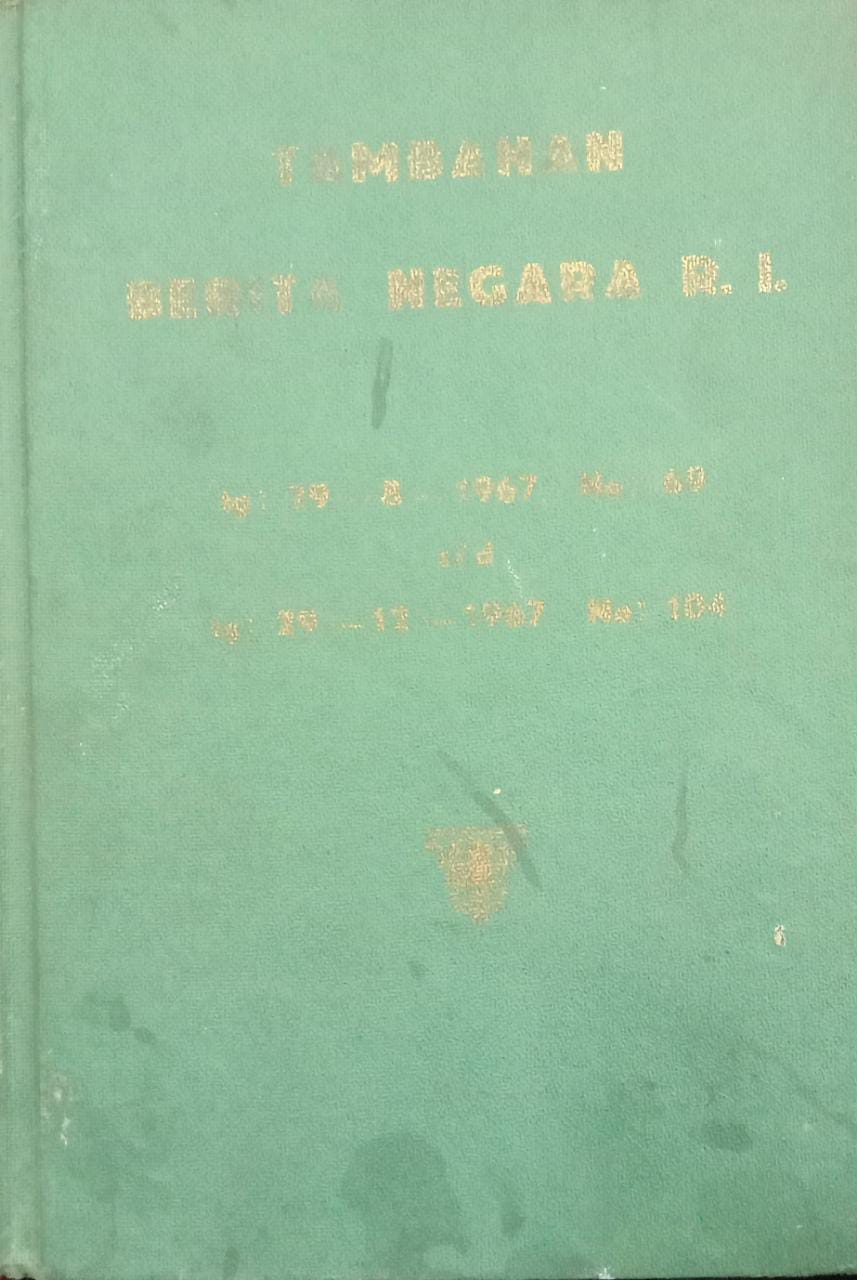 TAMBAHAN
BERITA NEGARA R. I.
tg: 29 — 8 — 1967 No: 69
s/d
tg: 29 — 12 — 1967 No: 104